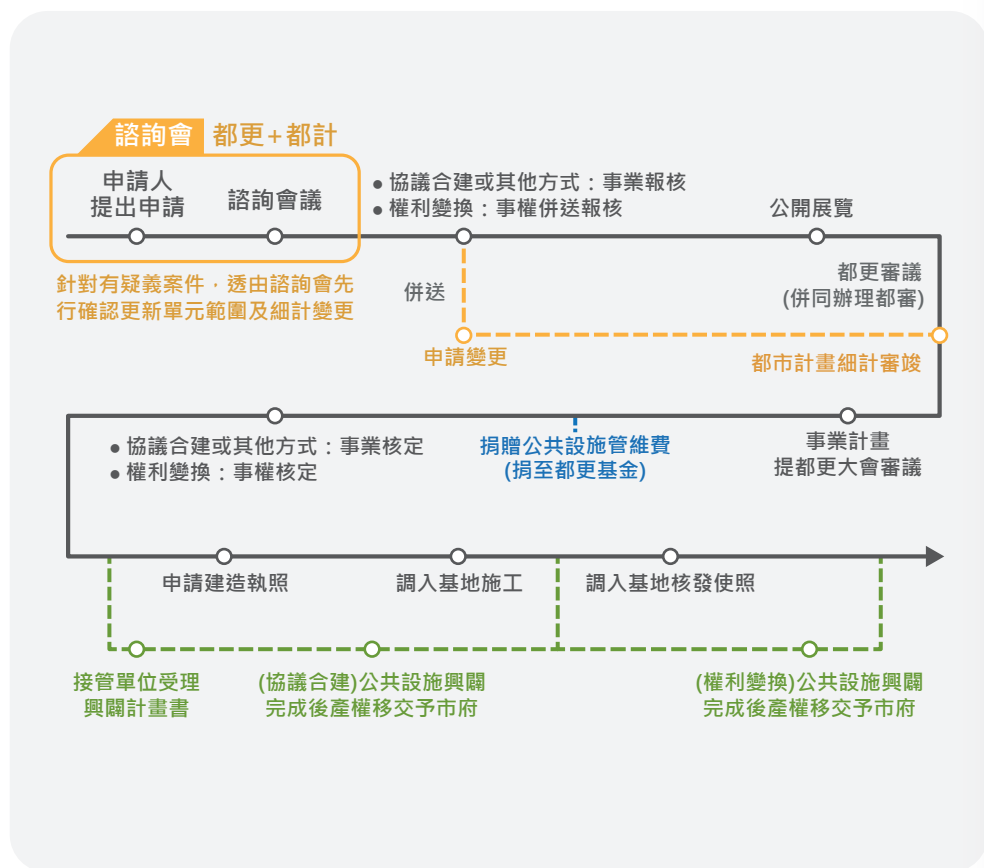 諮詢會 都更+都計
申請人
提出申請
諮詢會議
● 協議合建或其他方式：事業報核
● 權利變換：事權併送報核
公開展覽
針對有疑義案件，透由諮詢會先
行確認更新單元範圍及細計變更
併送
都更審議
(併同辦理都審)
申請變更
都市計畫細計審竣
● 協議合建或其他方式：事業核定
● 權利變換：事權核定
捐贈公共設施管維費
(捐至都更基金)
事業計畫
提都更大會審議
申請建造執照
調入基地施工
調入基地核發使照
接管單位受理
興闢計畫書
(協議合建)公共設施興闢
完成後產權移交予市府
(權利變換)公共設施興闢
完成後產權移交予市府